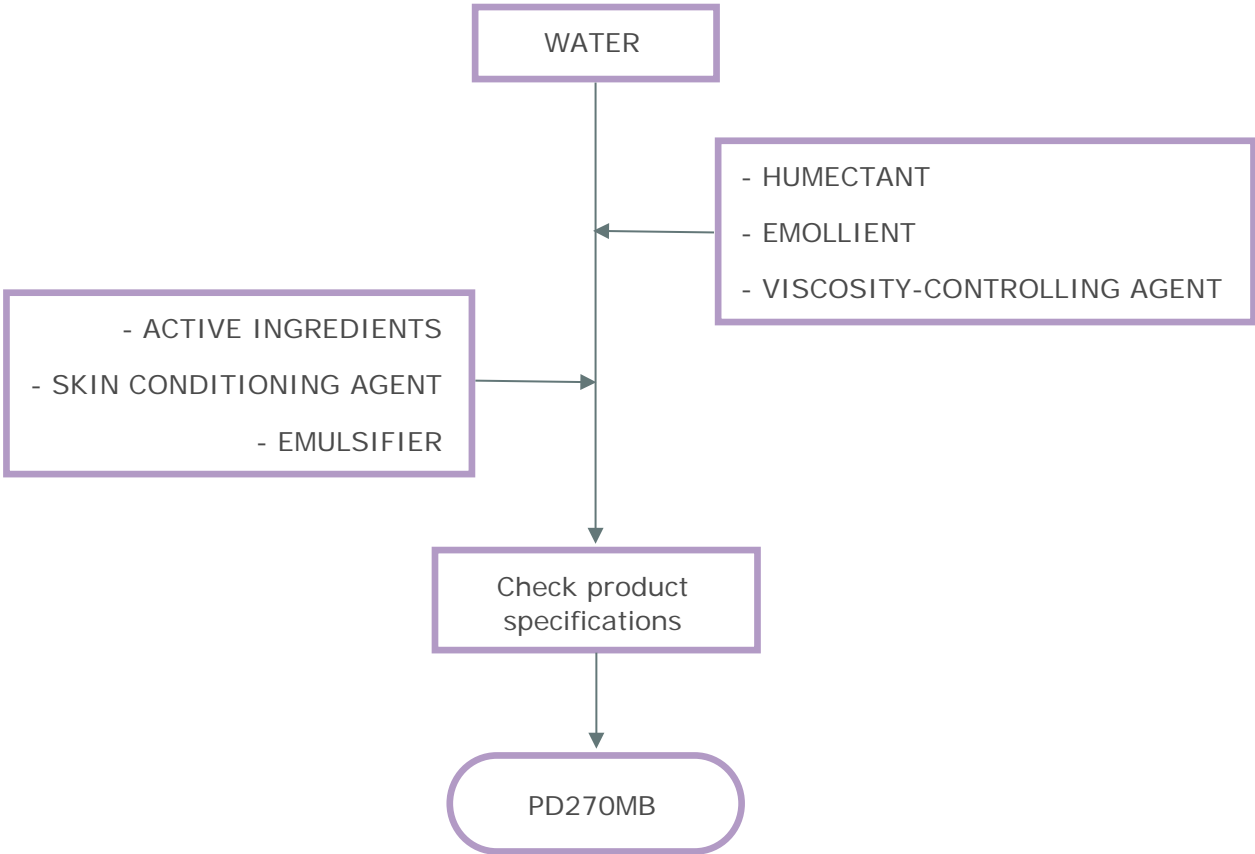 WATER
- HUMECTANT
- EMOLLIENT
- VISCOSITY-CONTROLLING AGENT
- ACTIVE INGREDIENTS
- SKIN CONDITIONING AGENT
- EMULSIFIER
Check product
specifications
PD270MB